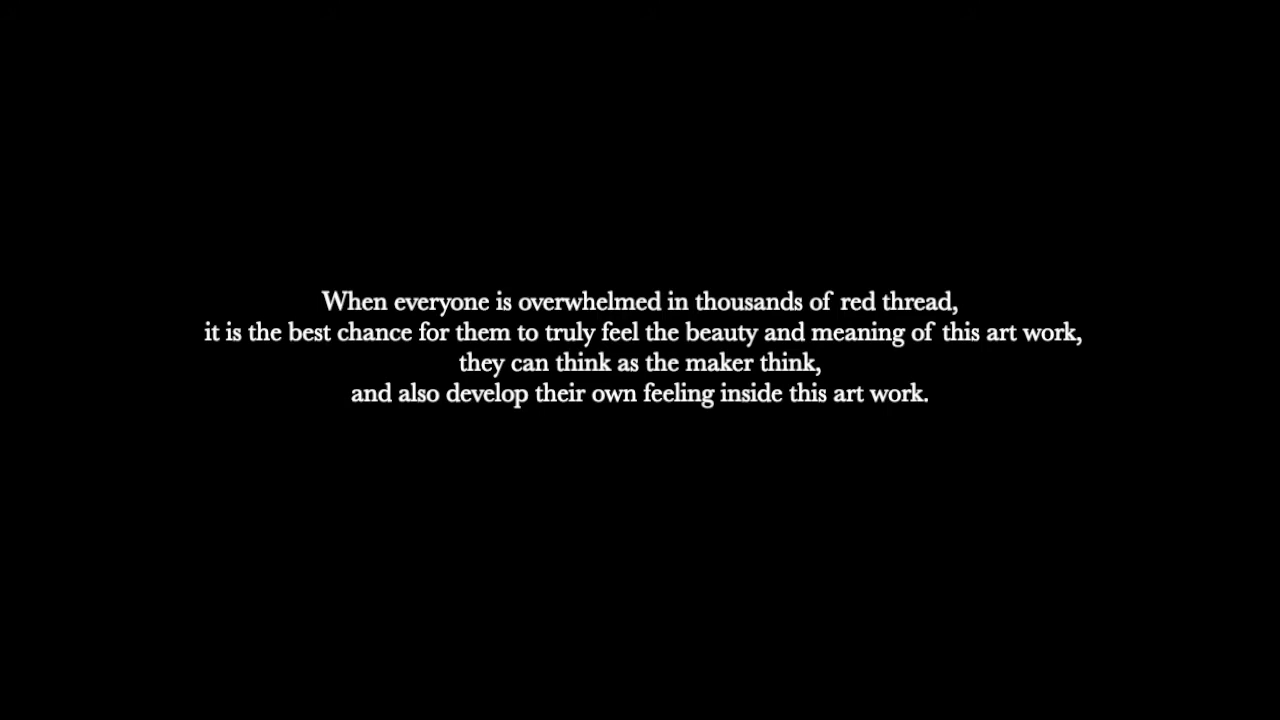 When everyone is overwhelmed in thousands of red thread,
it is the best chance for them to truly feel the beauty and meaning of this art work,
they can think as the maker think,
and also develop their own feeling inside this art work.